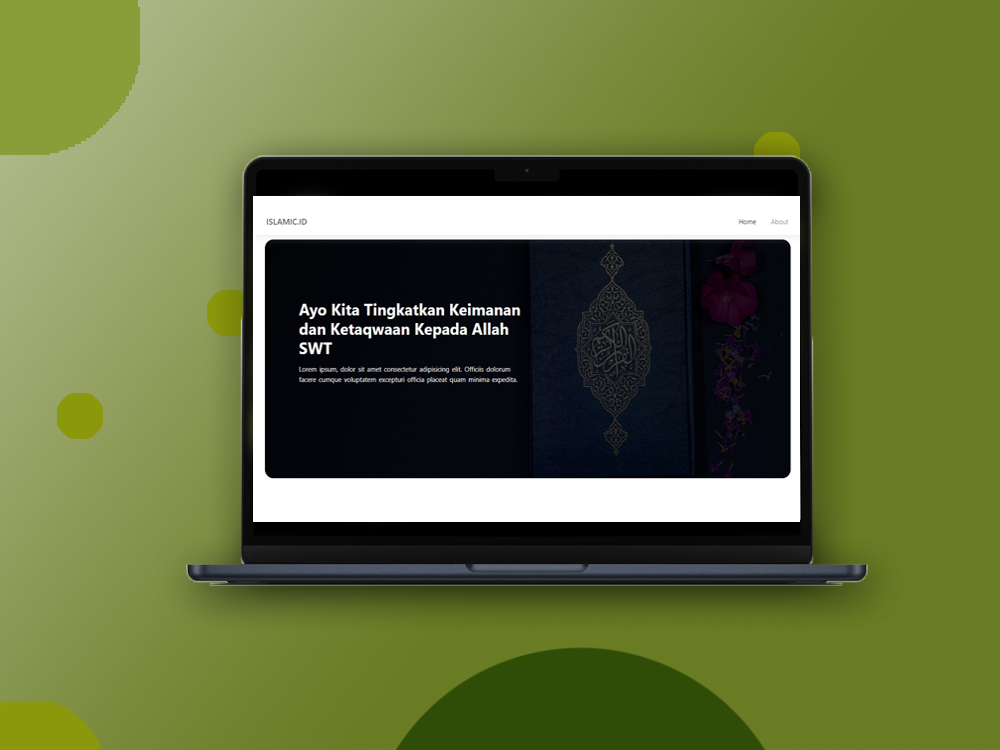 ISLAMIC.ID
Home About
Ayo Kita Tingkatkan Keimanan
dan Ketaqwaan Kepada Allah
SWT
Lorem ipsum, dolor sit amet consectetur adipisicing elit. Officiis dolorum
facere cumque voluptatem excepturi officia placeat quam minima expedita.